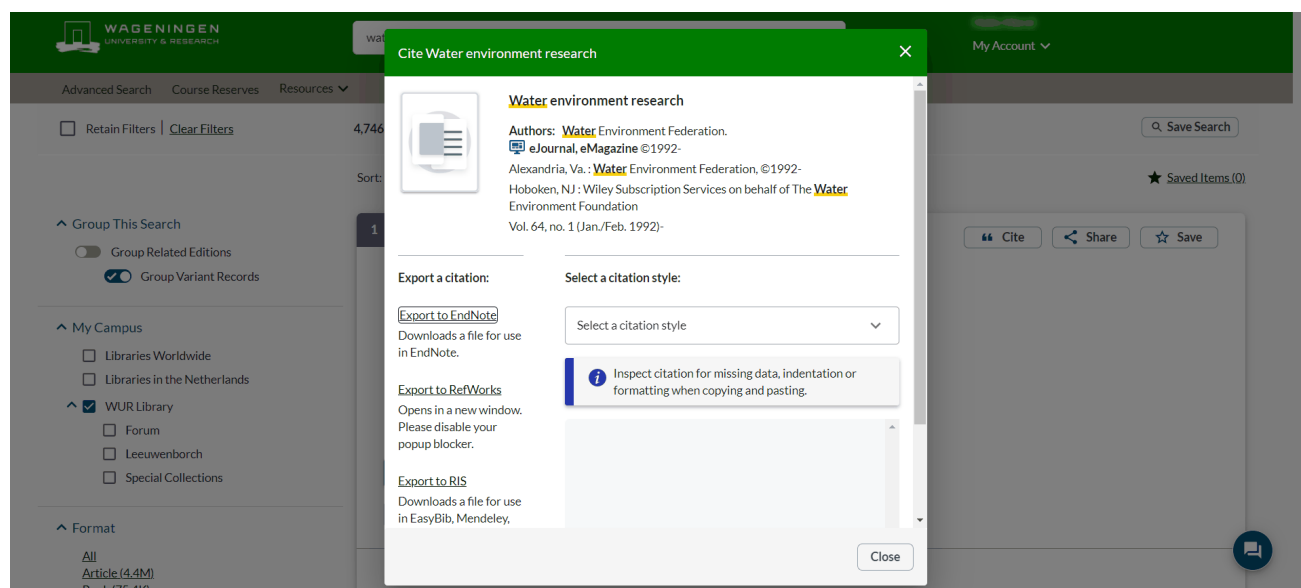 WAGENINGEN
UNIVERSITY & RESEARCH
wat
My Account
Advanced Search Course Reserves Resources
Retain Filters | Clear Filters
4,746
Save Search
Sort:
Saved Items (0)
Group This Search
Group Related Editions
Group Variant Records
My Campus
Libraries Worldwide
Libraries in the Netherlands
WUR Library
Forum
Leeuwenborch
Special Collections
Format
All
Article (4.4M)
1
Cite Share Save
Cite Water environment research
Water environment research
Authors: Water Environment Federation.
eJournal, eMagazine ©1992-
Alexandria, Va. : Water Environment Federation, ©1992-
Hoboken, NJ : Wiley Subscription Services on behalf of The Water
Environment Foundation
Vol. 64, no. 1 (Jan./Feb. 1992)-
Export a citation:
Export to EndNote
Downloads a file for use
in EndNote.
Export to RefWorks
Opens in a new window.
Please disable your
popup blocker.
Export to RIS
Downloads a file for use
in EasyBib, Mendeley,
Select a citation style:
Select a citation style
Inspect citation for missing data, indentation or
formatting when copying and pasting.
Close